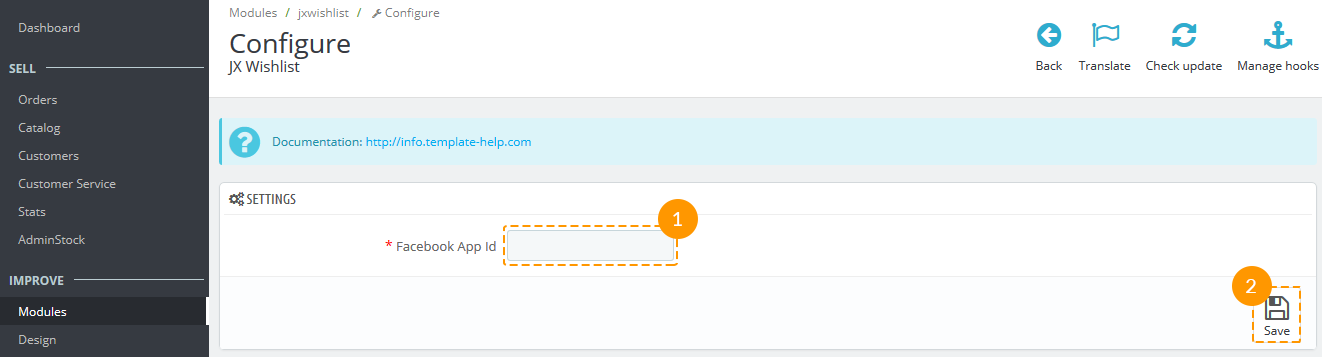 Dashboard
SELL
Orders
Catalog
Customers
Customer Service
Stats
AdminStock
IMPROVE
Modules
Design
Modules / jxwishlist / Configure
Configure
JX Wishlist
Back
Translate
Check update
Manage hooks
? Documentation: http://info.template-help.com
SETTINGS
* Facebook App Id
1
2
Save